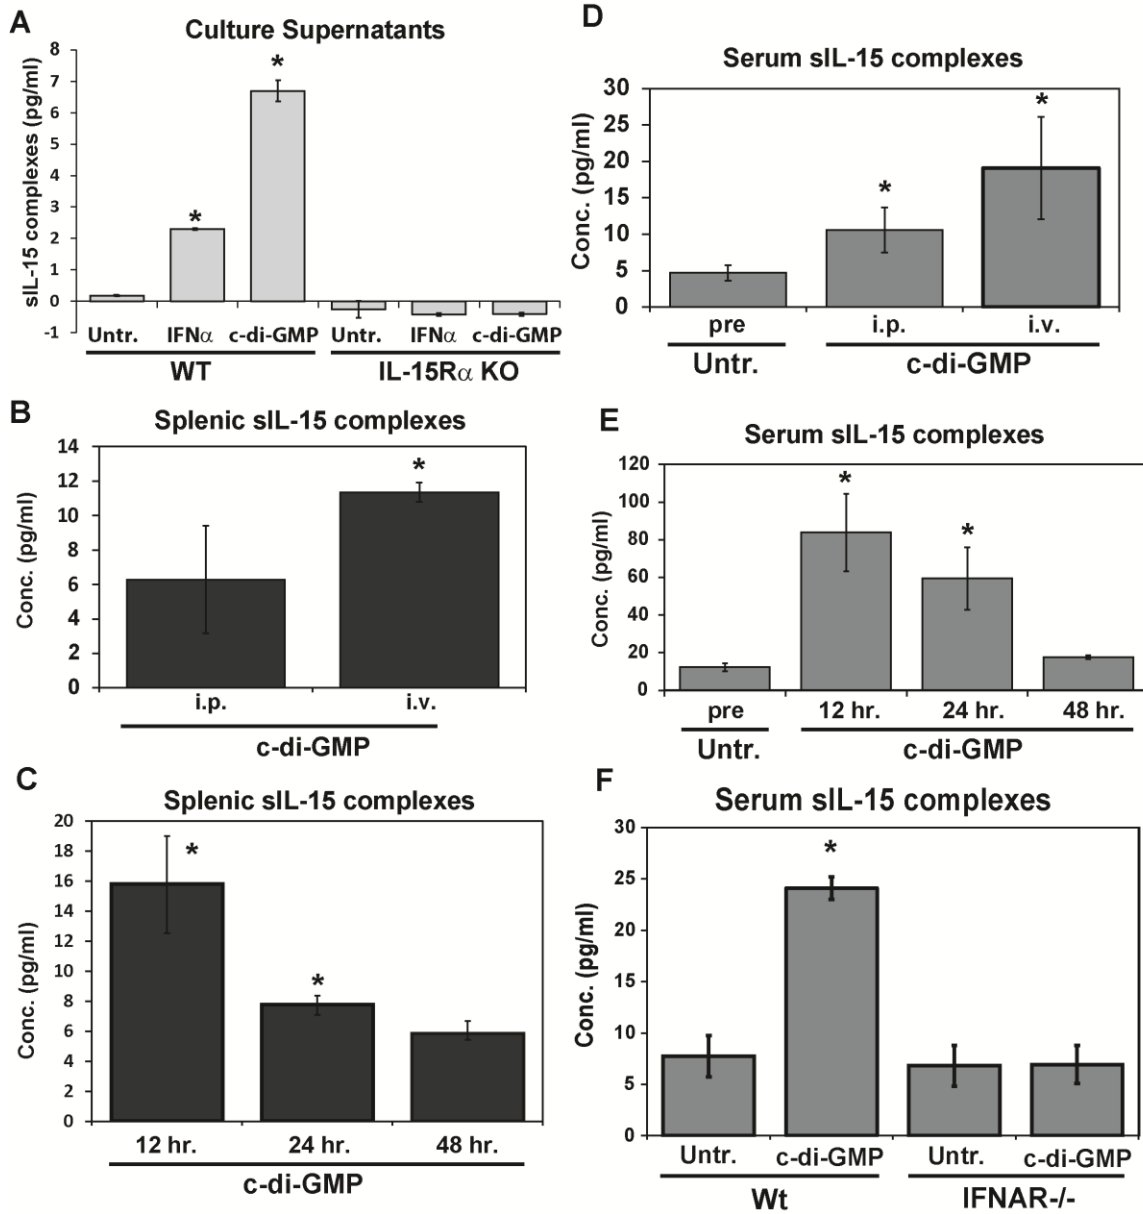 A
Culture Supernatants
sIL-15 complexes (pg/ml)
8
7
6
5
4
3
2
1
0
-1
*
*
Untr. IFNα c-di-GMP Untr. IFNα c-di-GMP
WT IL-15Rα KO
B
Splenic sIL-15 complexes
Conc. (pg/ml)
14
12
10
8
6
4
2
0
*
i.p. i.v.
c-di-GMP
C
Splenic sIL-15 complexes
Conc. (pg/ml)
20
18
16
14
12
10
8
6
4
2
0
*
*
12 hr. 24 hr. 48 hr.
c-di-GMP
D
Serum sIL-15 complexes
Conc. (pg/ml)
30
25
20
15
10
5
0
*
*
pre i.p. i.v.
Untr. c-di-GMP
E
Serum sIL-15 complexes
Conc. (pg/ml)
120
100
80
60
40
20
0
*
*
pre 12 hr. 24 hr. 48 hr.
Untr. c-di-GMP
F
Serum sIL-15 complexes
Conc. (pg/ml)
30
25
20
15
10
5
0
*
Untr. c-di-GMP Untr. c-di-GMP
Wt IFNAR-/-